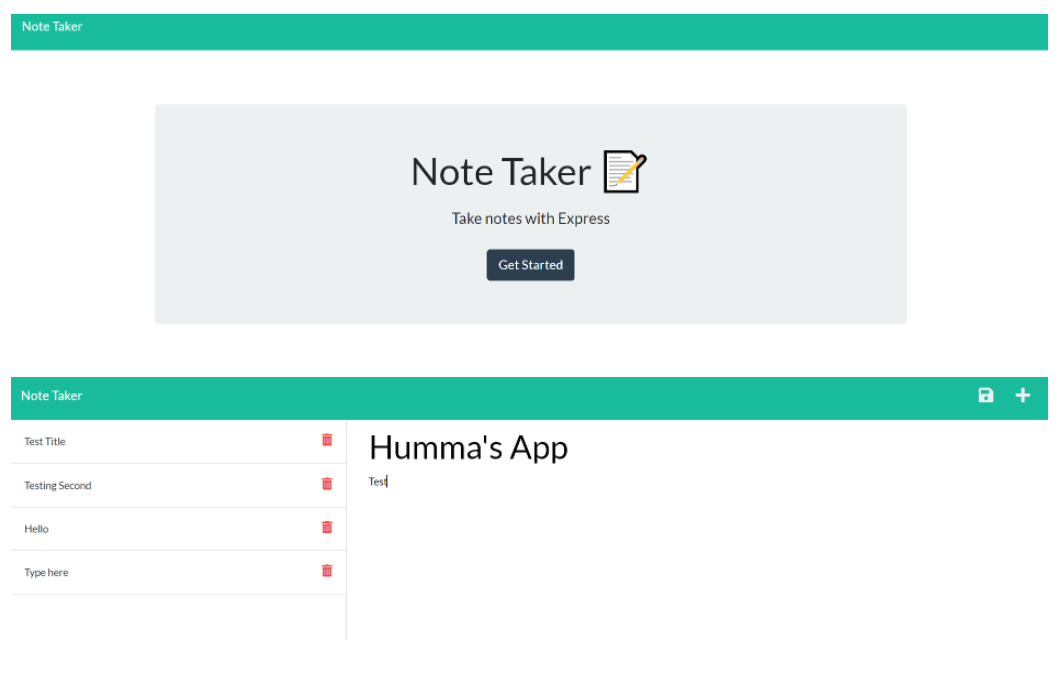 Note Taker
Note Taker
Take notes with Express
Get Started
Note Taker
Test Title
Testing Second
Hello
Type here
Humma's App
Test